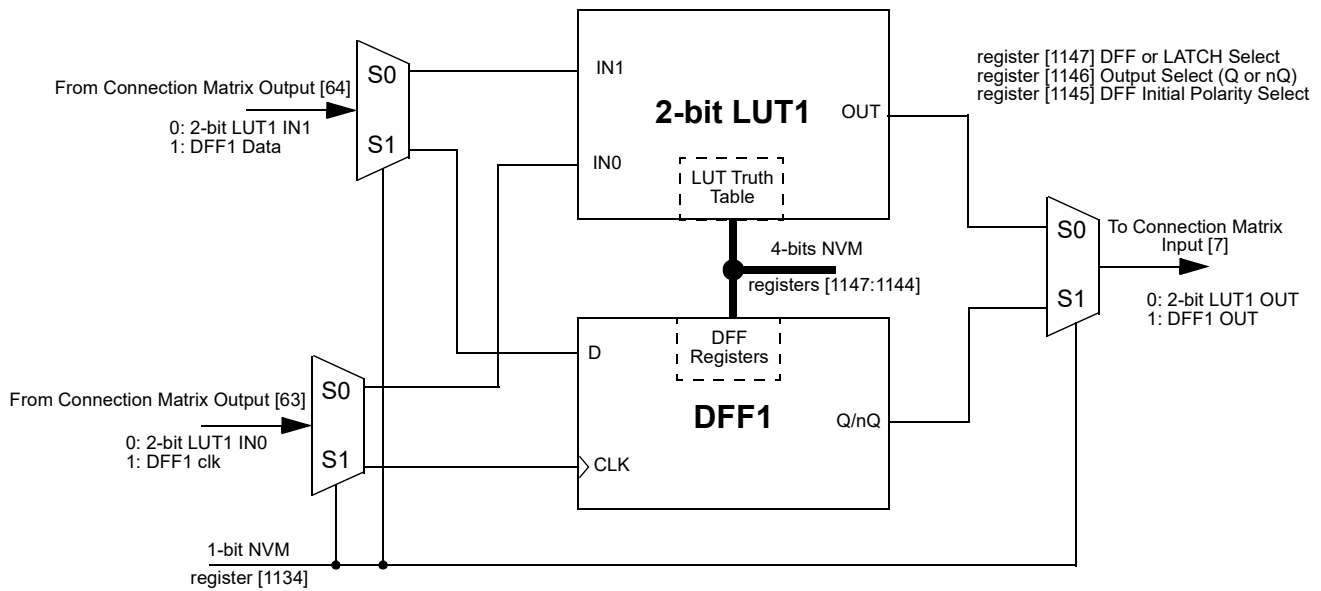 register [1147] DFF or LATCH Select
register [1146] Output Select (Q or nQ)
register [1145] DFF Initial Polarity Select
From Connection Matrix Output [64]
0: 2-bit LUT1 IN1
1: DFF1 Data
S0
S1
IN1
IN0
2-bit LUT1
OUT
LUT Truth
Table
4-bits NVM
registers [1147:1144]
S0
S1
To Connection Matrix
Input [7]
0: 2-bit LUT1 OUT
1: DFF1 OUT
From Connection Matrix Output [63]
0: 2-bit LUT1 IN0
1: DFF1 clk
S0
S1
D
CLK
DFF
Registers
DFF1
Q/nQ
1-bit NVM
register [1134]